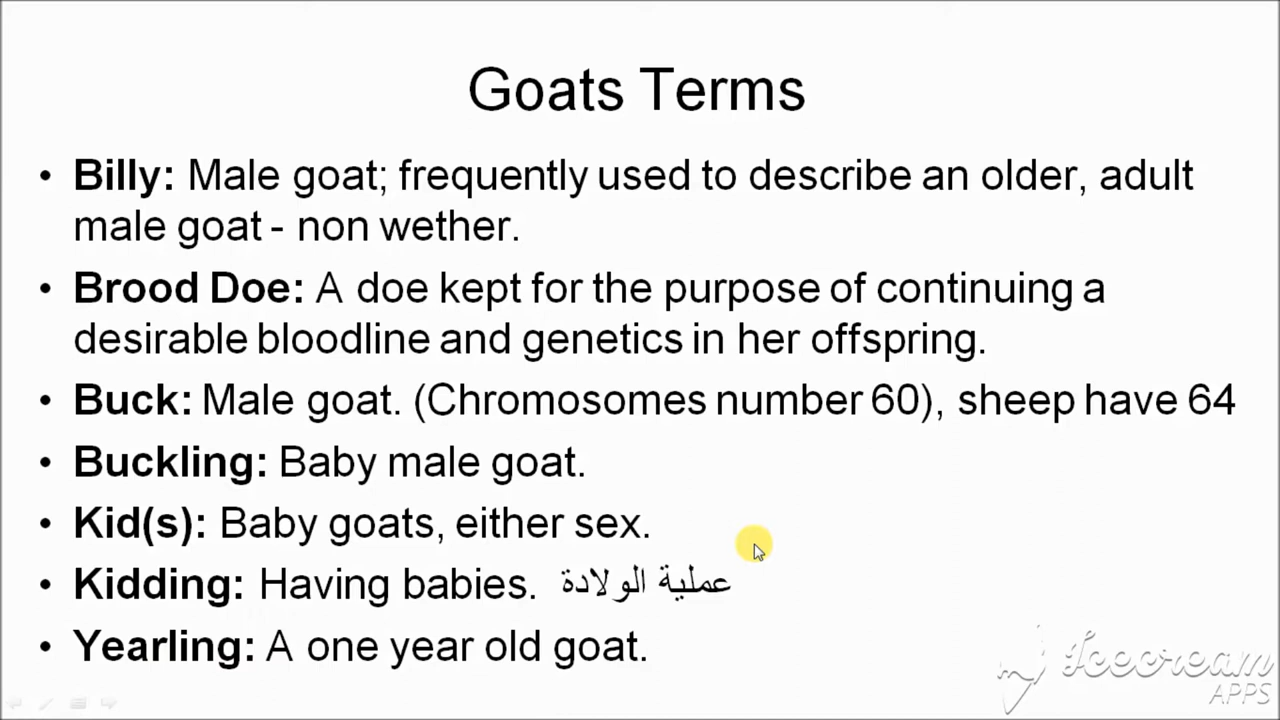 Goats Terms
• Billy: Male goat; frequently used to describe an older, adult
male goat - non wether.
• Brood Doe: A doe kept for the purpose of continuing a
desirable bloodline and genetics in her offspring.
• Buck: Male goat. (Chromosomes number 60), sheep have 64
• Buckling: Baby male goat.
• Kid(s): Baby goats, either sex.
• Kidding: Having babies. عملية الولادة
• Yearling: A one year old goat.
Icecream
APPS